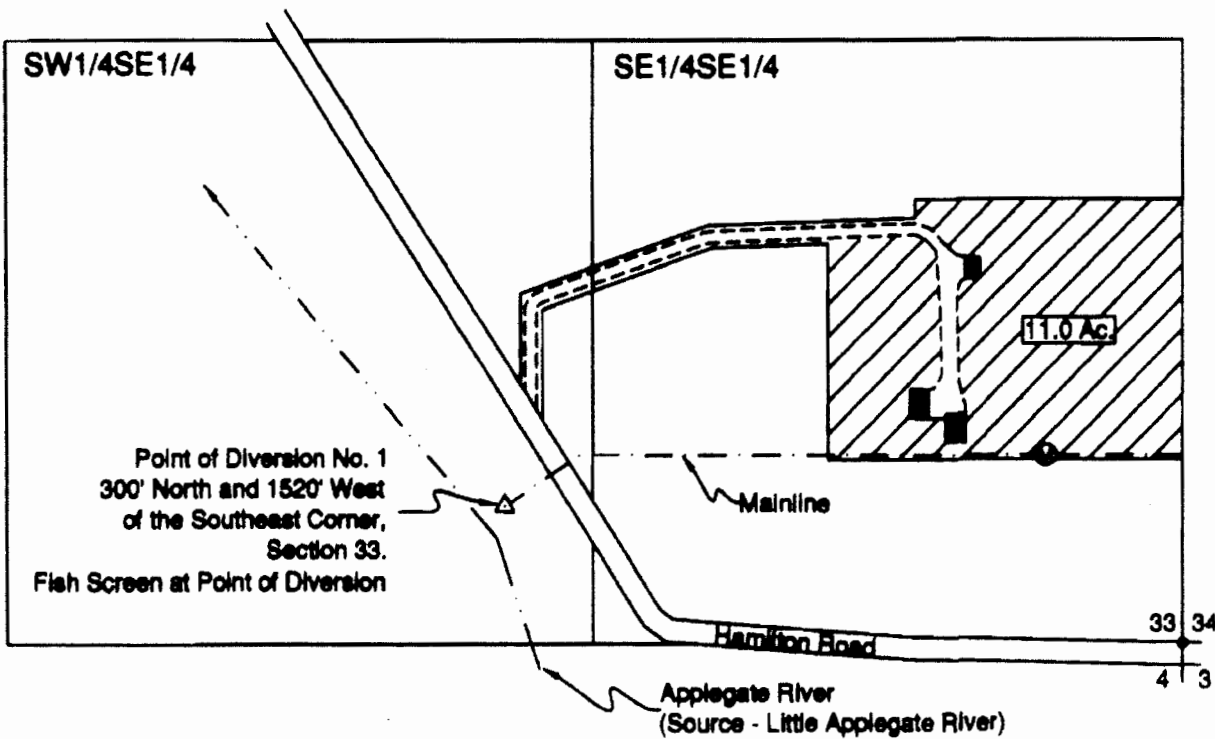 SW1/4SE1/4
SE1/4SE1/4
11.0 Ac.
Point of Diversion No. 1
300' North and 1520' West
of the Southeast Corner,
Section 33.
Fish Screen at Point of Diversion
Mainline
Hamilton Road
33 34
4 3
Applegate River
(Source - Little Applegate River)